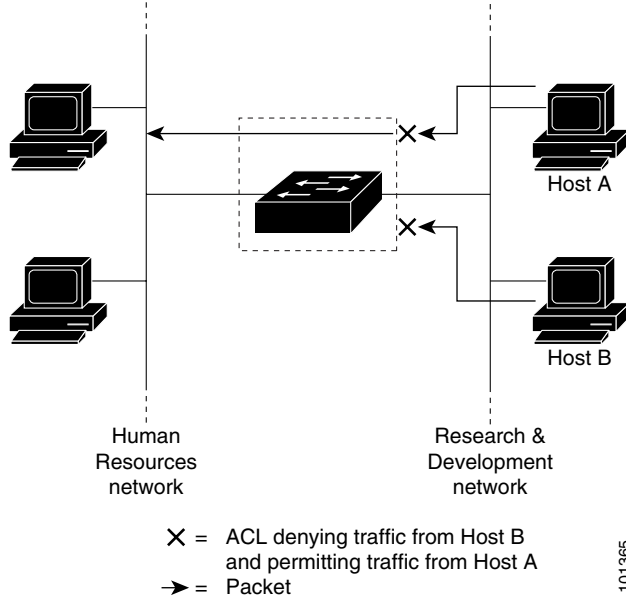 Host A
Host B
Human
Resources
network
Research &
Development
network
X = ACL denying traffic from Host B
and permitting traffic from Host A
= Packet
101365